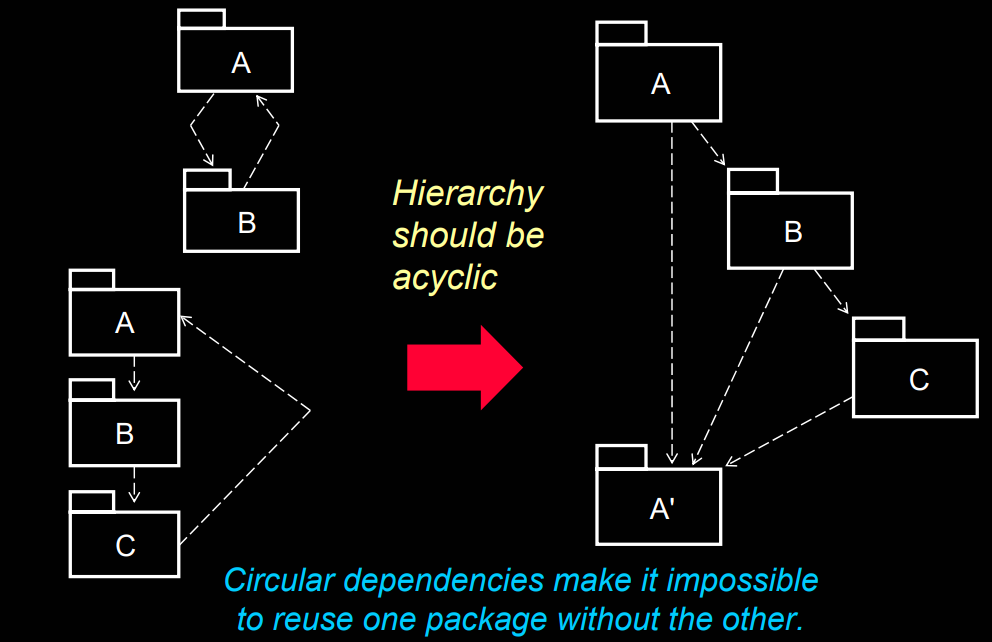 A
B
A
B
C
Hierarchy
should be
acyclic
A
B
C
A'
Circular dependencies make it impossible
to reuse one package without the other.